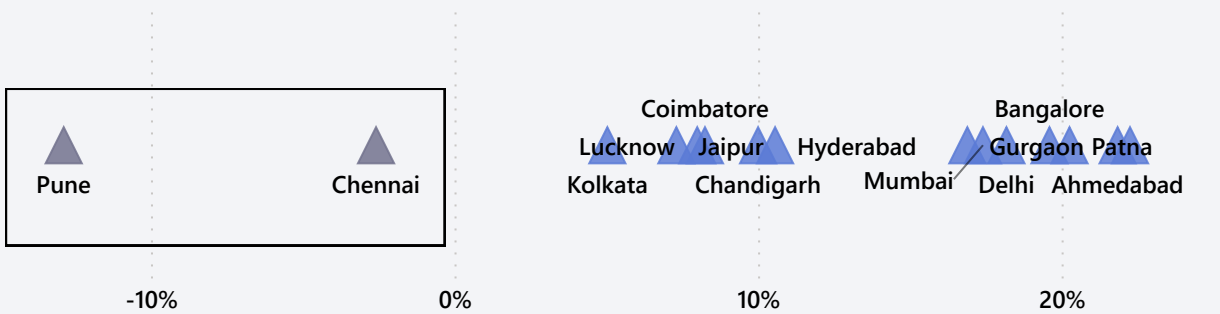 Coimbatore
Bangalore
Lucknow
Jaipur
Hyderabad
Gurgaon
Patna
Pune
Chennai
Kolkata
Chandigarh
Mumbai
Delhi
Ahmedabad
-10%
0%
10%
20%